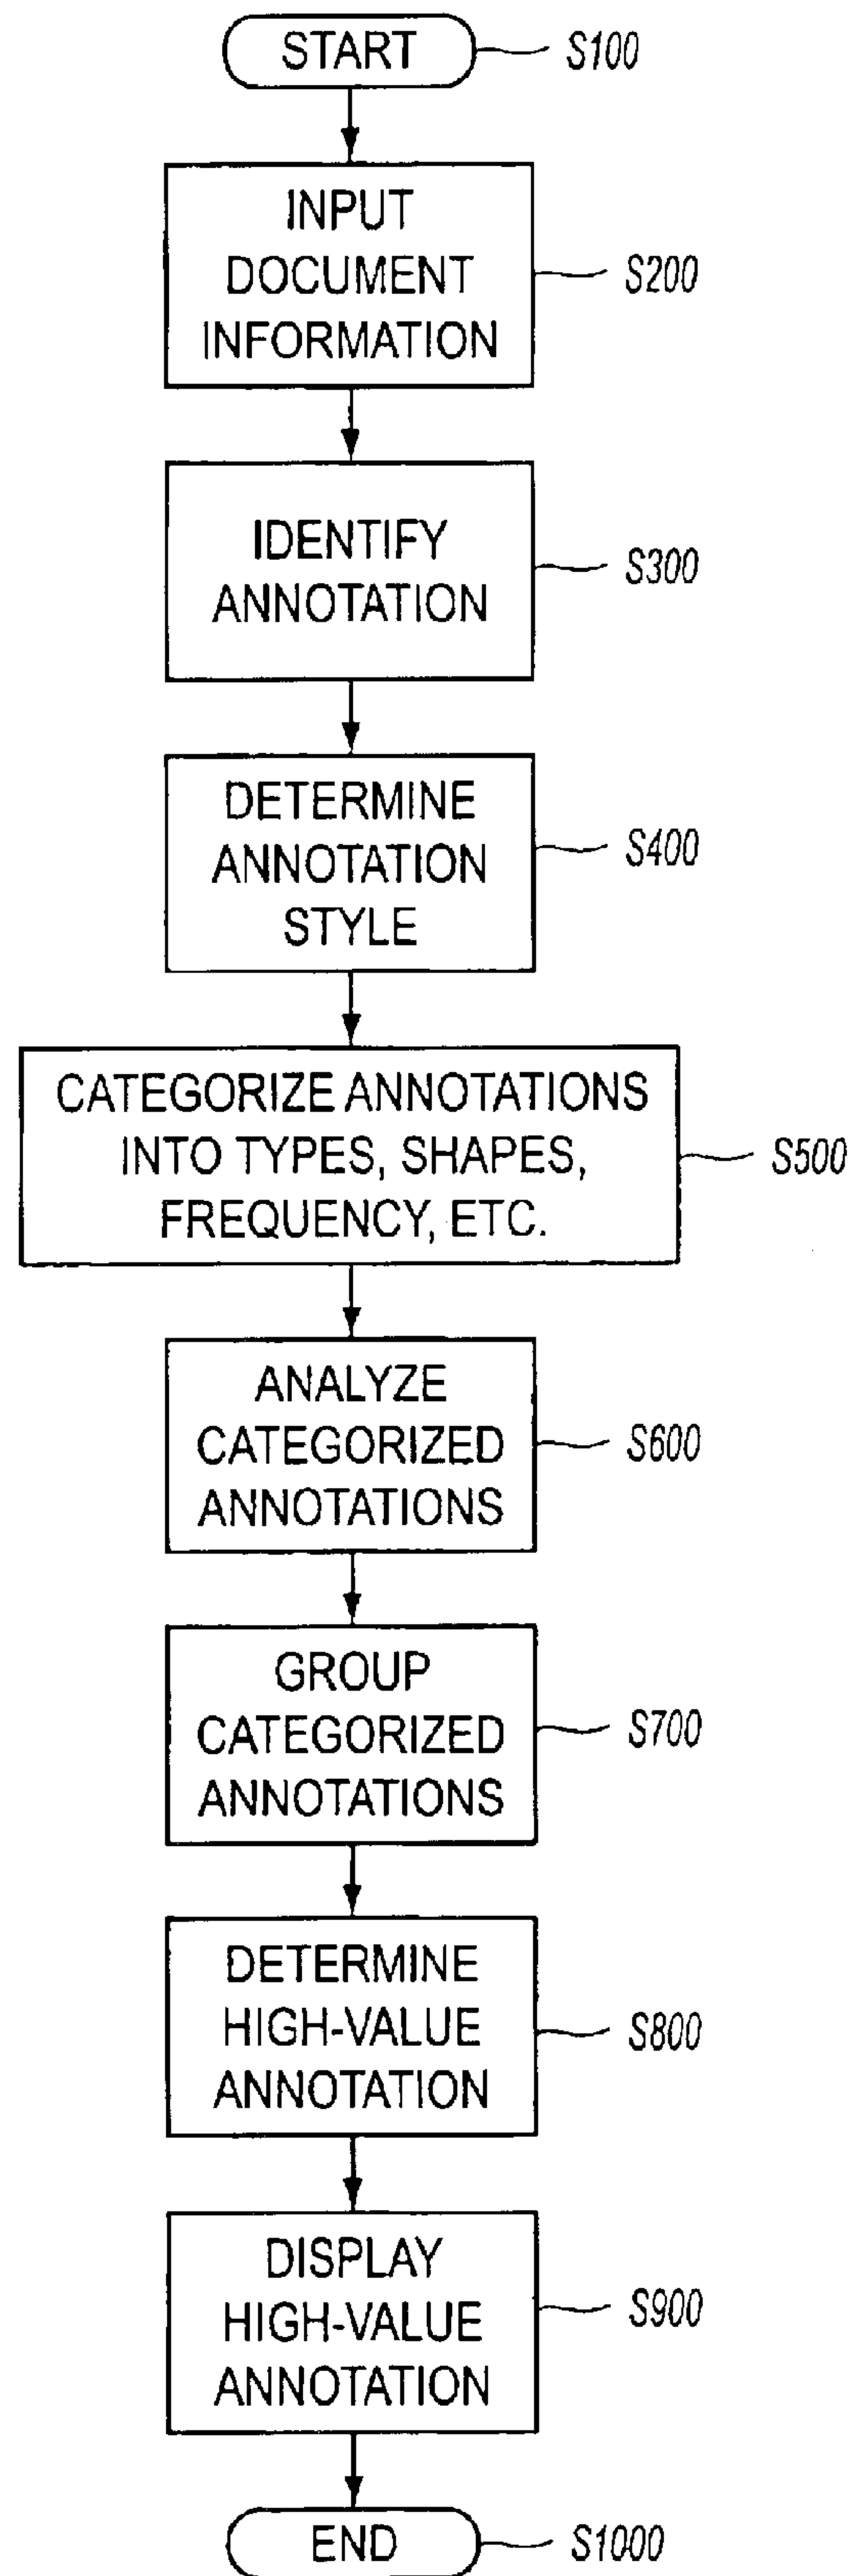 START S100
INPUT
DOCUMENT
INFORMATION
S200
IDENTIFY
ANNOTATION
S300
DETERMINE
ANNOTATION
STYLE
S400
CATEGORIZE ANNOTATIONS
INTO TYPES, SHAPES,
FREQUENCY, ETC.
S500
ANALYZE
CATEGORIZED
ANNOTATIONS
S600
GROUP
CATEGORIZED
ANNOTATIONS
S700
DETERMINE
HIGH-VALUE
ANNOTATION
S800
DISPLAY
HIGH-VALUE
ANNOTATION
S900
END S1000